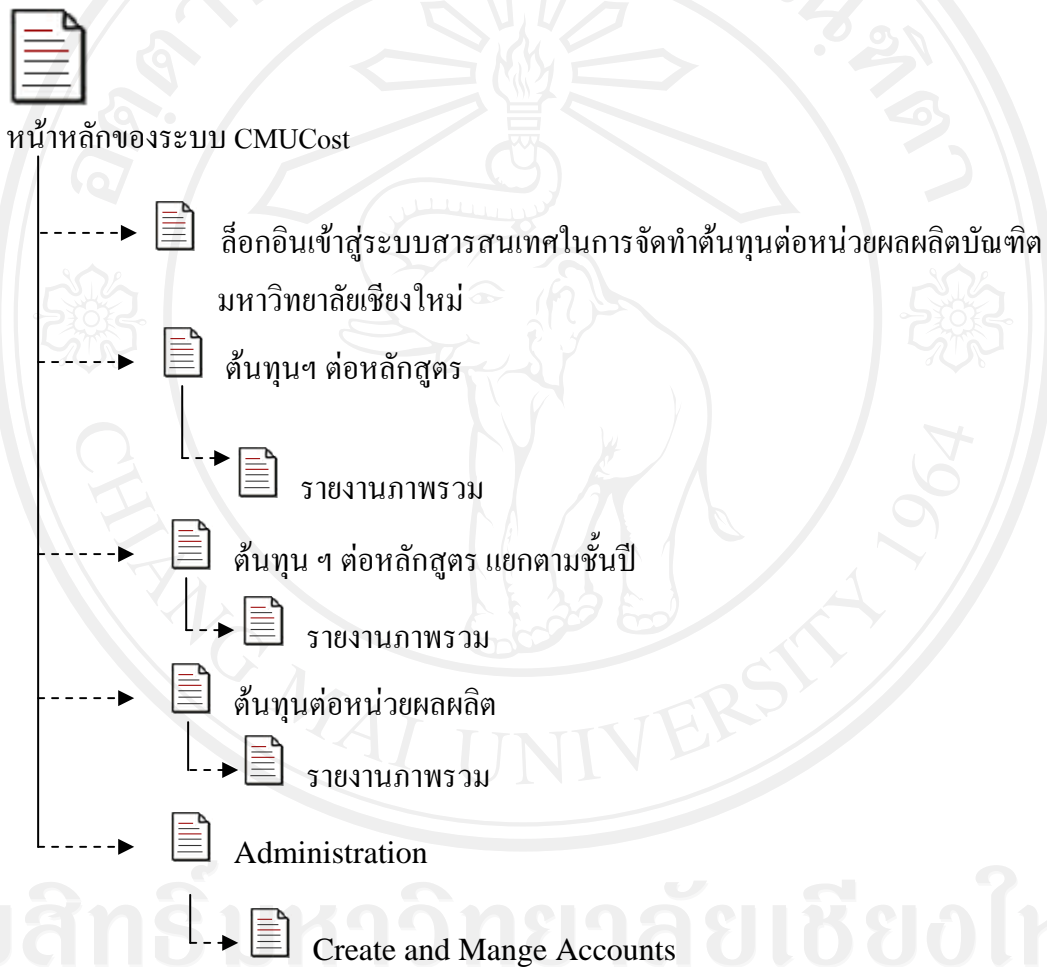 หน้าหลักของระบบ CMUCost
ล็อกอินเข้าสู่ระบบสารสนเทศในการจัดทำต้นทุนต่อหน่วยผลผลิตบัณฑิต
มหาวิทยาลัยเชียงใหม่
ต้นทุนฯ ต่อหลักสูตร
รายงานภาพรวม
ต้นทุน ฯ ต่อหลักสูตร แยกตามชั้นปี
รายงานภาพรวม
ต้นทุนต่อหน่วยผลผลิต
รายงานภาพรวม
Administration
Create and Mange Accounts
CHIANG MAI UNIVERSITY 1964